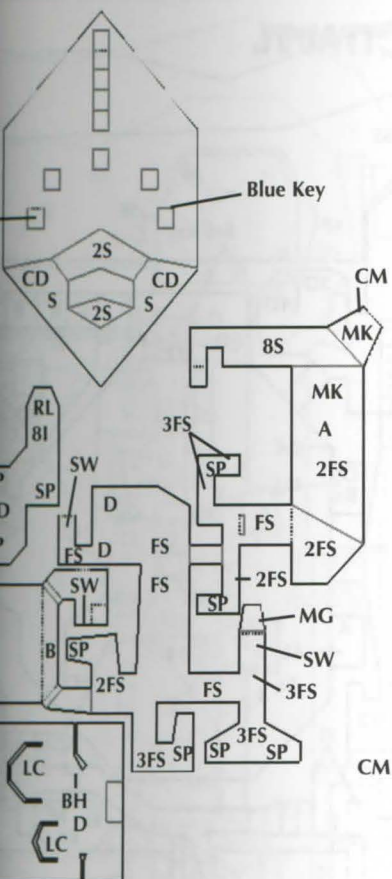 Blue Key
2S
CD
CD
S
S
2S
CM
MK
8S
MK
RL
8I
3FS
A
SP
2FS
SW
SP
D
D
FS
FS
2FS
FS
FS
SW
2FS
SP
MG
SP
B
SW
2FS
FS
3FS
3FS
SP
SP
3FS
SP
CM
LC
I
BH
D
LC